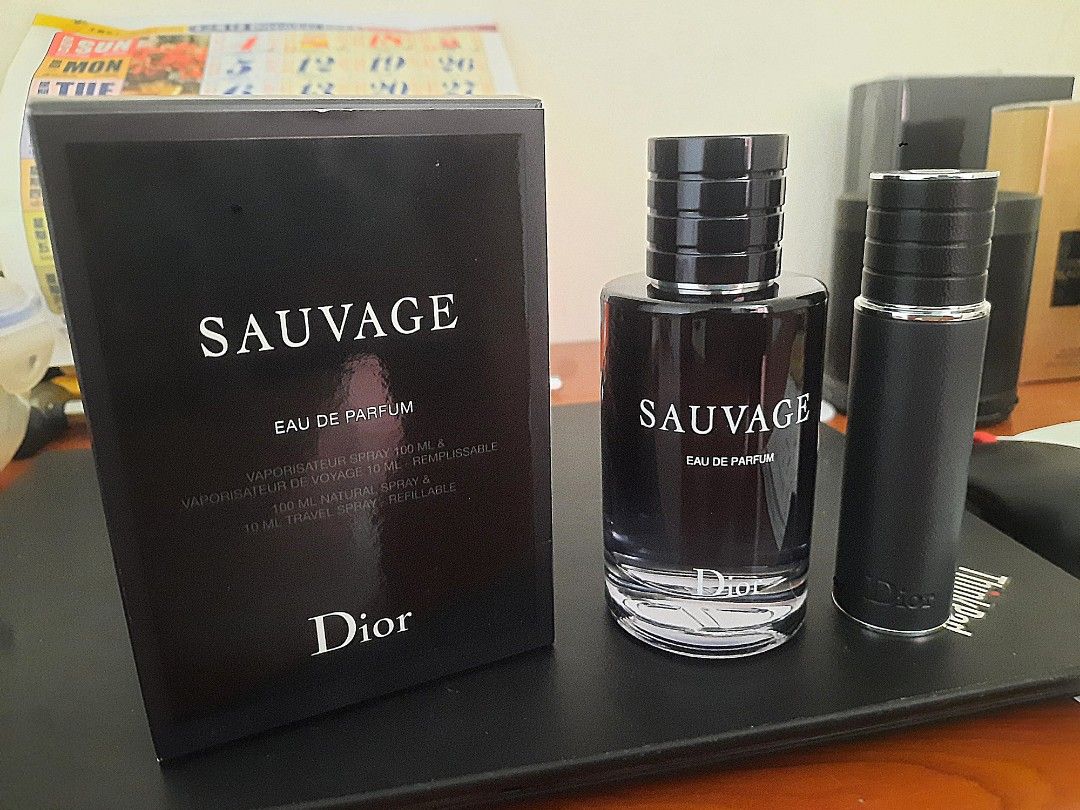 SUN
MON
TUE
5 12 19 26
6 13 20 27
SAUVAGE
EAU DE PARFUM
VAPORISATEUR SPRAY 100 ML &
VAPORISATEUR DE VOYAGE 10 ML - REMPLISSABLE
100 ML NATURAL SPRAY &
10 ML TRAVEL SPRAY - REFILLABLE
Dior
SAUVAGE
EAU DE PARFUM
Dior
Dior
ThinkPad